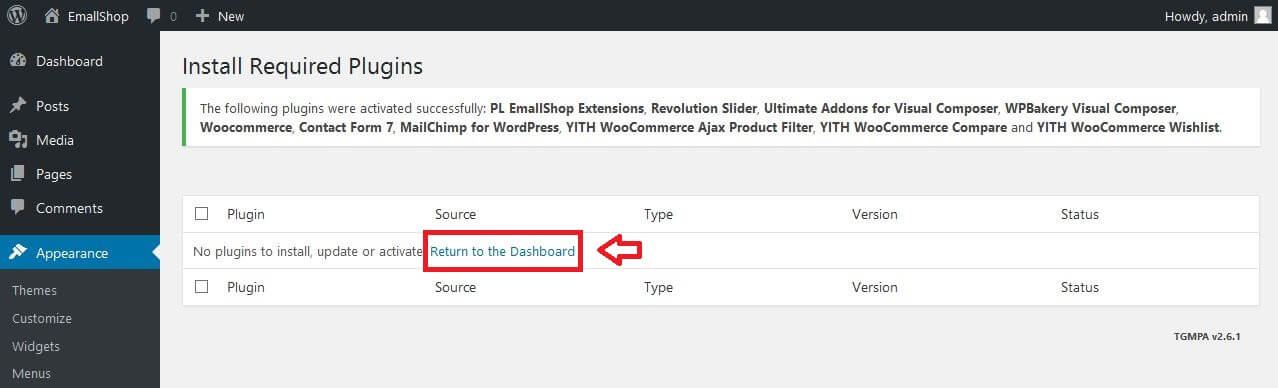 EmallShop 0 New Howdy, admin
Dashboard
Posts
Media
Pages
Comments
Appearance
Themes
Customize
Widgets
Menus
Install Required Plugins
The following plugins were activated successfully: PL EmallShop Extensions, Revolution Slider, Ultimate Addons for Visual Composer, WPBakery Visual Composer,
Woocommerce, Contact Form 7, MailChimp for WordPress, YITH WooCommerce Ajax Product Filter, YITH WooCommerce Compare and YITH WooCommerce Wishlist.
Plugin Source Type Version Status
No plugins to install, update or activate Return to the Dashboard
Plugin Source Type Version Status
TGMPA v2.6.1